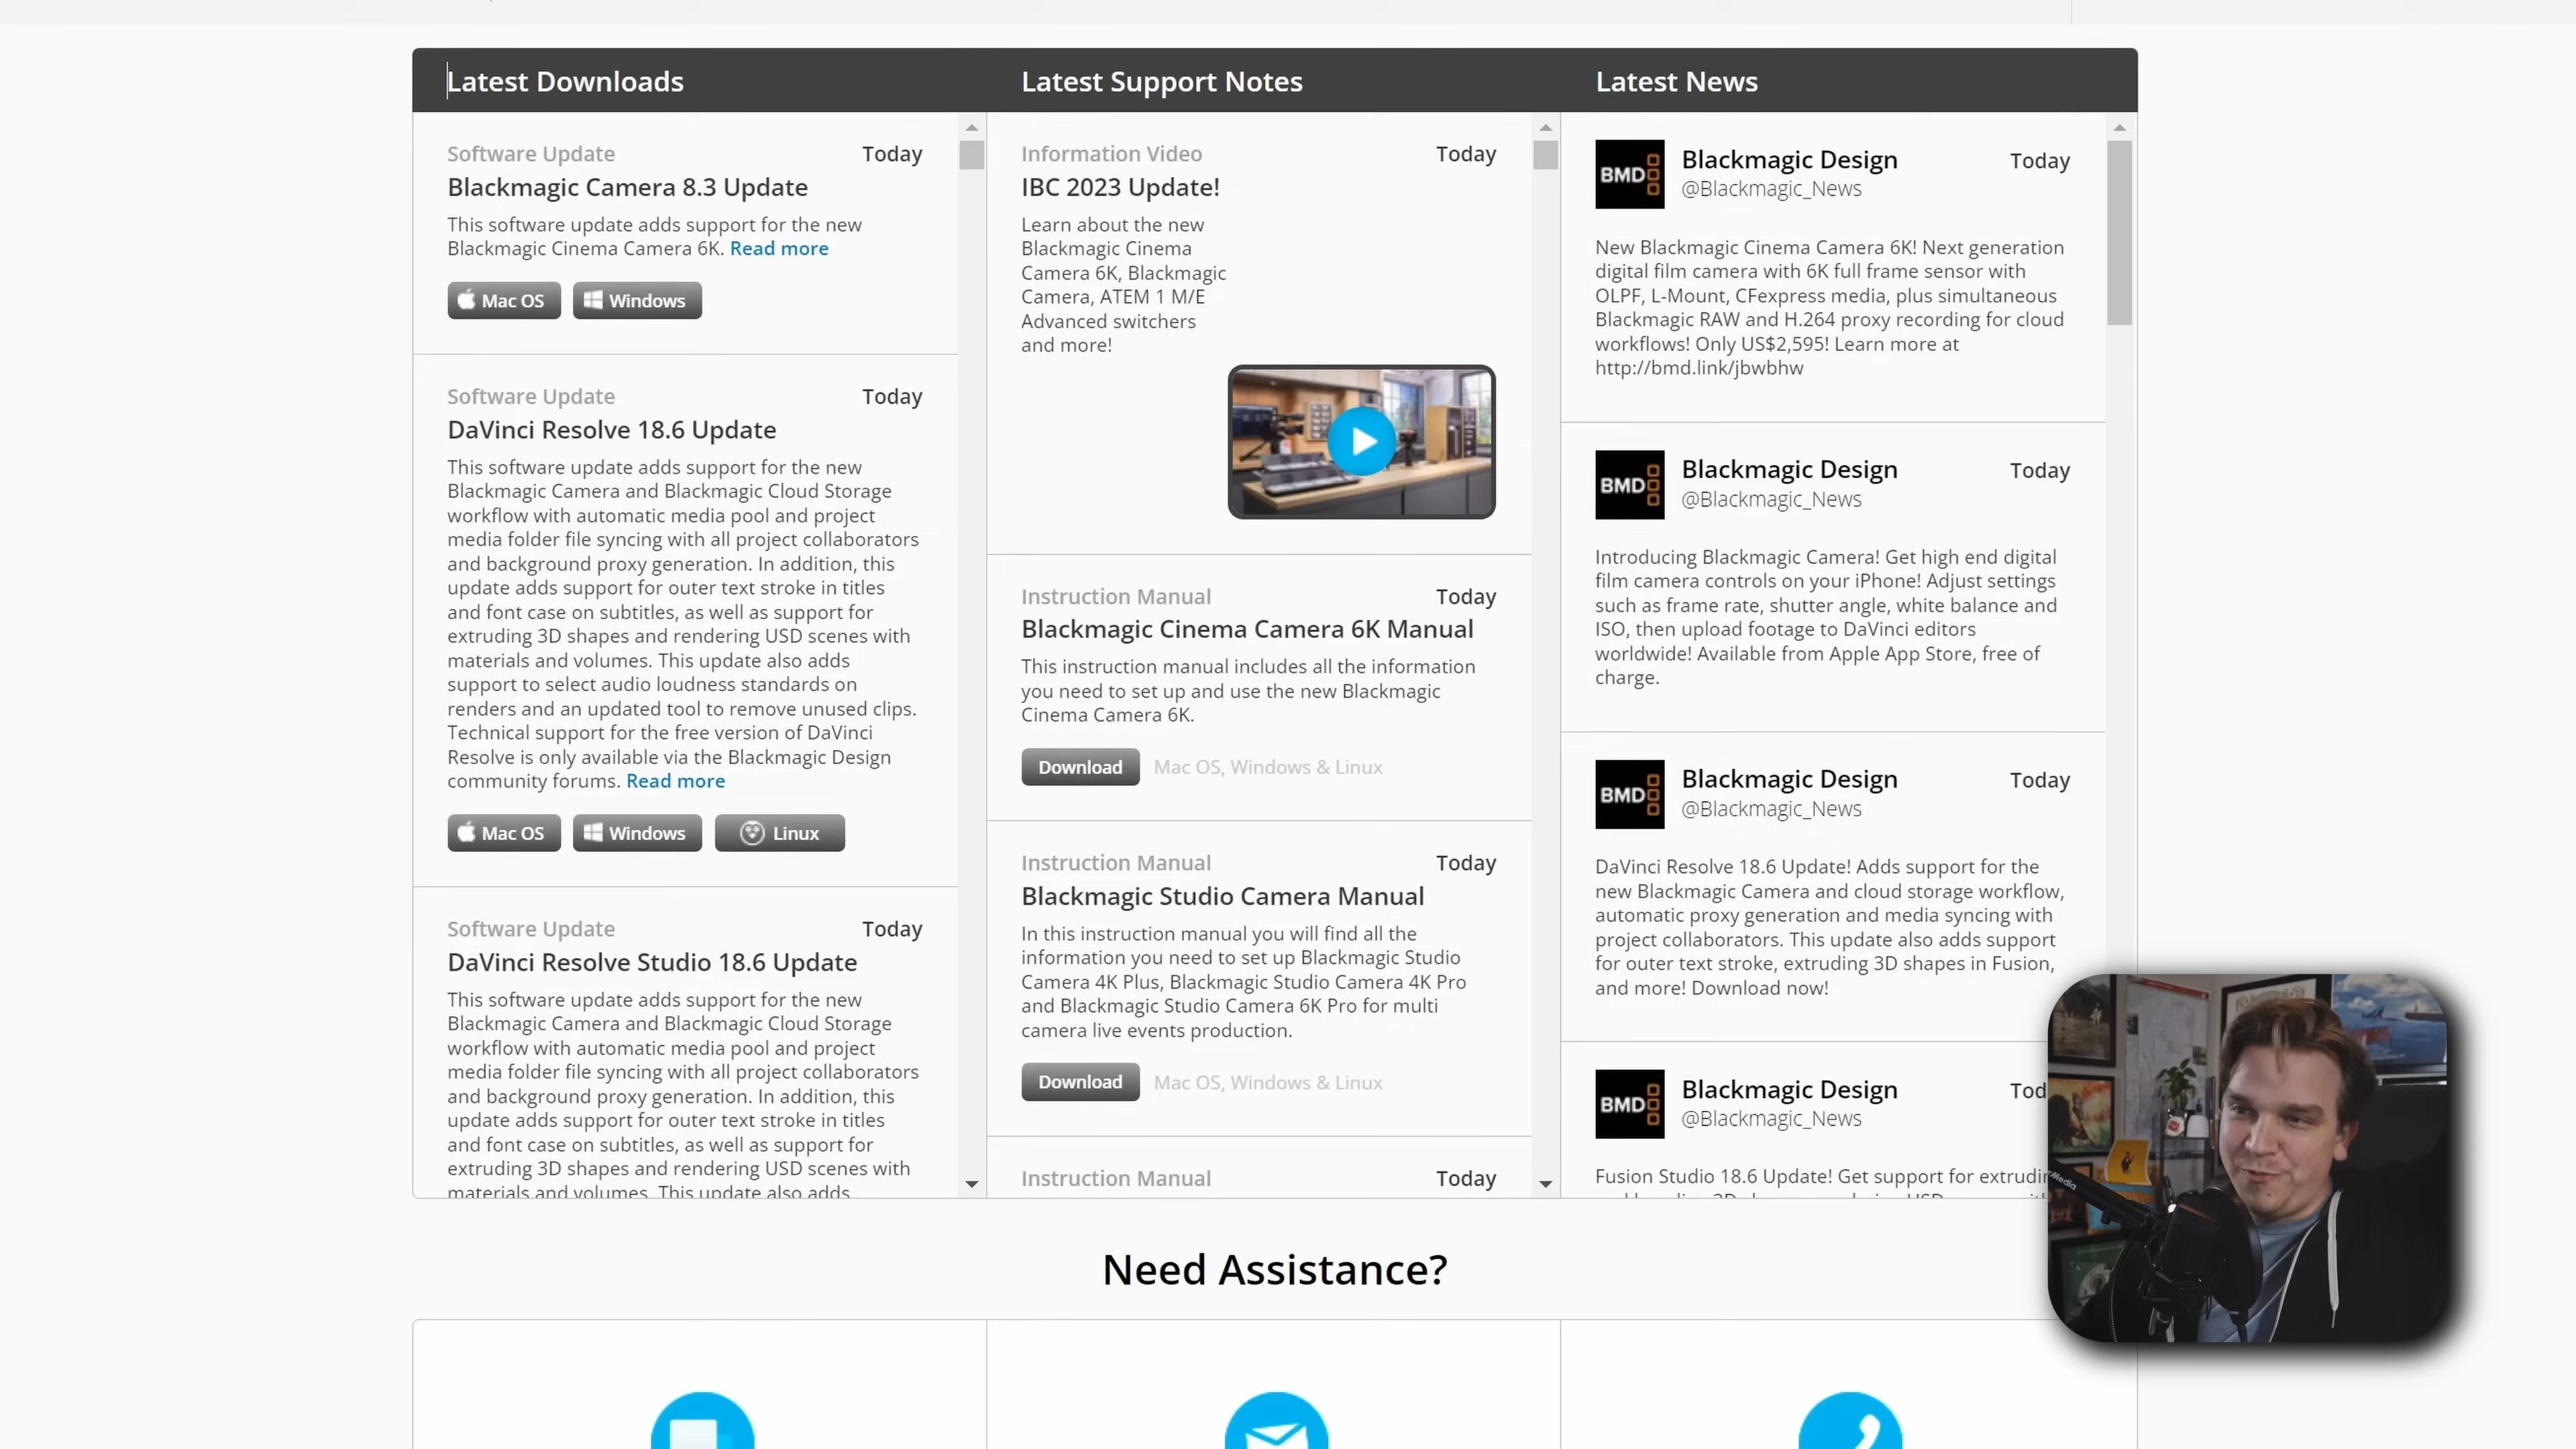 Latest Downloads
Software Update Today
Blackmagic Camera 8.3 Update
This software update adds support for the new
Blackmagic Cinema Camera 6K. Read more
Mac OS Windows
Software Update Today
DaVinci Resolve 18.6 Update
This software update adds support for the new
Blackmagic Camera and Blackmagic Cloud Storage
workflow with automatic media pool and project
media folder file syncing with all project collaborators
and background proxy generation. In addition, this
update adds support for outer text stroke in titles
and font case on subtitles, as well as support for
extruding 3D shapes and rendering USD scenes with
materials and volumes. This update also adds
support to select audio loudness standards on
renders and an updated tool to remove unused clips.
Technical support for the free version of DaVinci
Resolve is only available via the Blackmagic Design
community forums. Read more
Mac OS Windows Linux
Software Update Today
DaVinci Resolve Studio 18.6 Update
This software update adds support for the new
Blackmagic Camera and Blackmagic Cloud Storage
workflow with automatic media pool and project
media folder file syncing with all project collaborators
and background proxy generation. In addition, this
update adds support for outer text stroke in titles
and font case on subtitles, as well as support for
extruding 3D shapes and rendering USD scenes with
materials and volumes. This update also adds
Latest Support Notes
Information Video Today
IBC 2023 Update!
Learn about the new
Blackmagic Cinema
Camera 6K, Blackmagic
Camera, ATEM 1 M/E
Advanced switchers
and more!
Instruction Manual Today
Blackmagic Cinema Camera 6K Manual
This instruction manual includes all the information
you need to set up and use the new Blackmagic
Cinema Camera 6K.
Download Mac OS, Windows & Linux
Instruction Manual Today
Blackmagic Studio Camera Manual
In this instruction manual you will find all the
information you need to set up Blackmagic Studio
Camera 4K Plus, Blackmagic Studio Camera 4K Pro
and Blackmagic Studio Camera 6K Pro for multi
camera live events production.
Download Mac OS, Windows & Linux
Instruction Manual Today
Latest News
BMD Blackmagic Design Today
@Blackmagic_News
New Blackmagic Cinema Camera 6K! Next generation
digital film camera with 6K full frame sensor with
OLPF, L-Mount, CFexpress media, plus simultaneous
Blackmagic RAW and H.264 proxy recording for cloud
workflows! Only US$2,595! Learn more at
http://bmd.link/jbwbhw
BMD Blackmagic Design Today
@Blackmagic_News
Introducing Blackmagic Camera! Get high end digital
film camera controls on your iPhone! Adjust settings
such as frame rate, shutter angle, white balance and
ISO, then upload footage to DaVinci editors
worldwide! Available from Apple App Store, free of
charge.
BMD Blackmagic Design Today
@Blackmagic_News
DaVinci Resolve 18.6 Update! Adds support for the
new Blackmagic Camera and cloud storage workflow,
automatic proxy generation and media syncing with
project collaborators. This update also adds support
for outer text stroke, extruding 3D shapes in Fusion,
and more! Download now!
BMD Blackmagic Design Tod
@Blackmagic_News
Fusion Studio 18.6 Update! Get support for extrudin
Need Assistance?